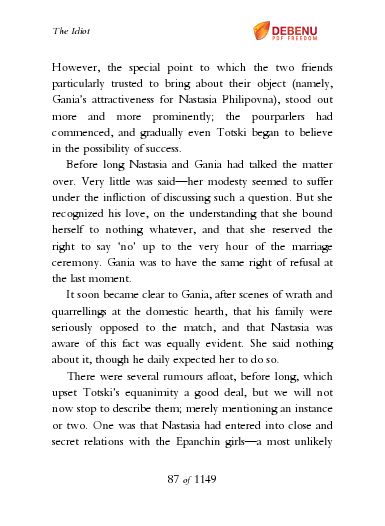 The Idiot
DEBENU
PDF FREEDOM
However, the special point to which the two friends
particularly trusted to bring about their object (namely,
Gania's attractiveness for Nastasia Philipovna), stood out
more and more prominently; the pourparlers had
commenced, and gradually even Totski began to believe
in the possibility of success.
Before long Nastasia and Gania had talked the matter
over. Very little was said—her modesty seemed to suffer
under the infliction of discussing such a question. But she
recognized his love, on the understanding that she bound
herself to nothing whatever, and that she reserved the
right to say 'no' up to the very hour of the marriage
ceremony. Gania was to have the same right of refusal at
the last moment.
It soon became clear to Gania, after scenes of wrath and
quarrellings at the domestic hearth, that his family were
seriously opposed to the match, and that Nastasia was
aware of this fact was equally evident. She said nothing
about it, though he daily expected her to do so.
There were several rumours afloat, before long, which
upset Totski's equanimity a good deal, but we will not
now stop to describe them; merely mentioning an instance
or two. One was that Nastasia had entered into close and
secret relations with the Epanchin girls—a most unlikely
87 of 1149